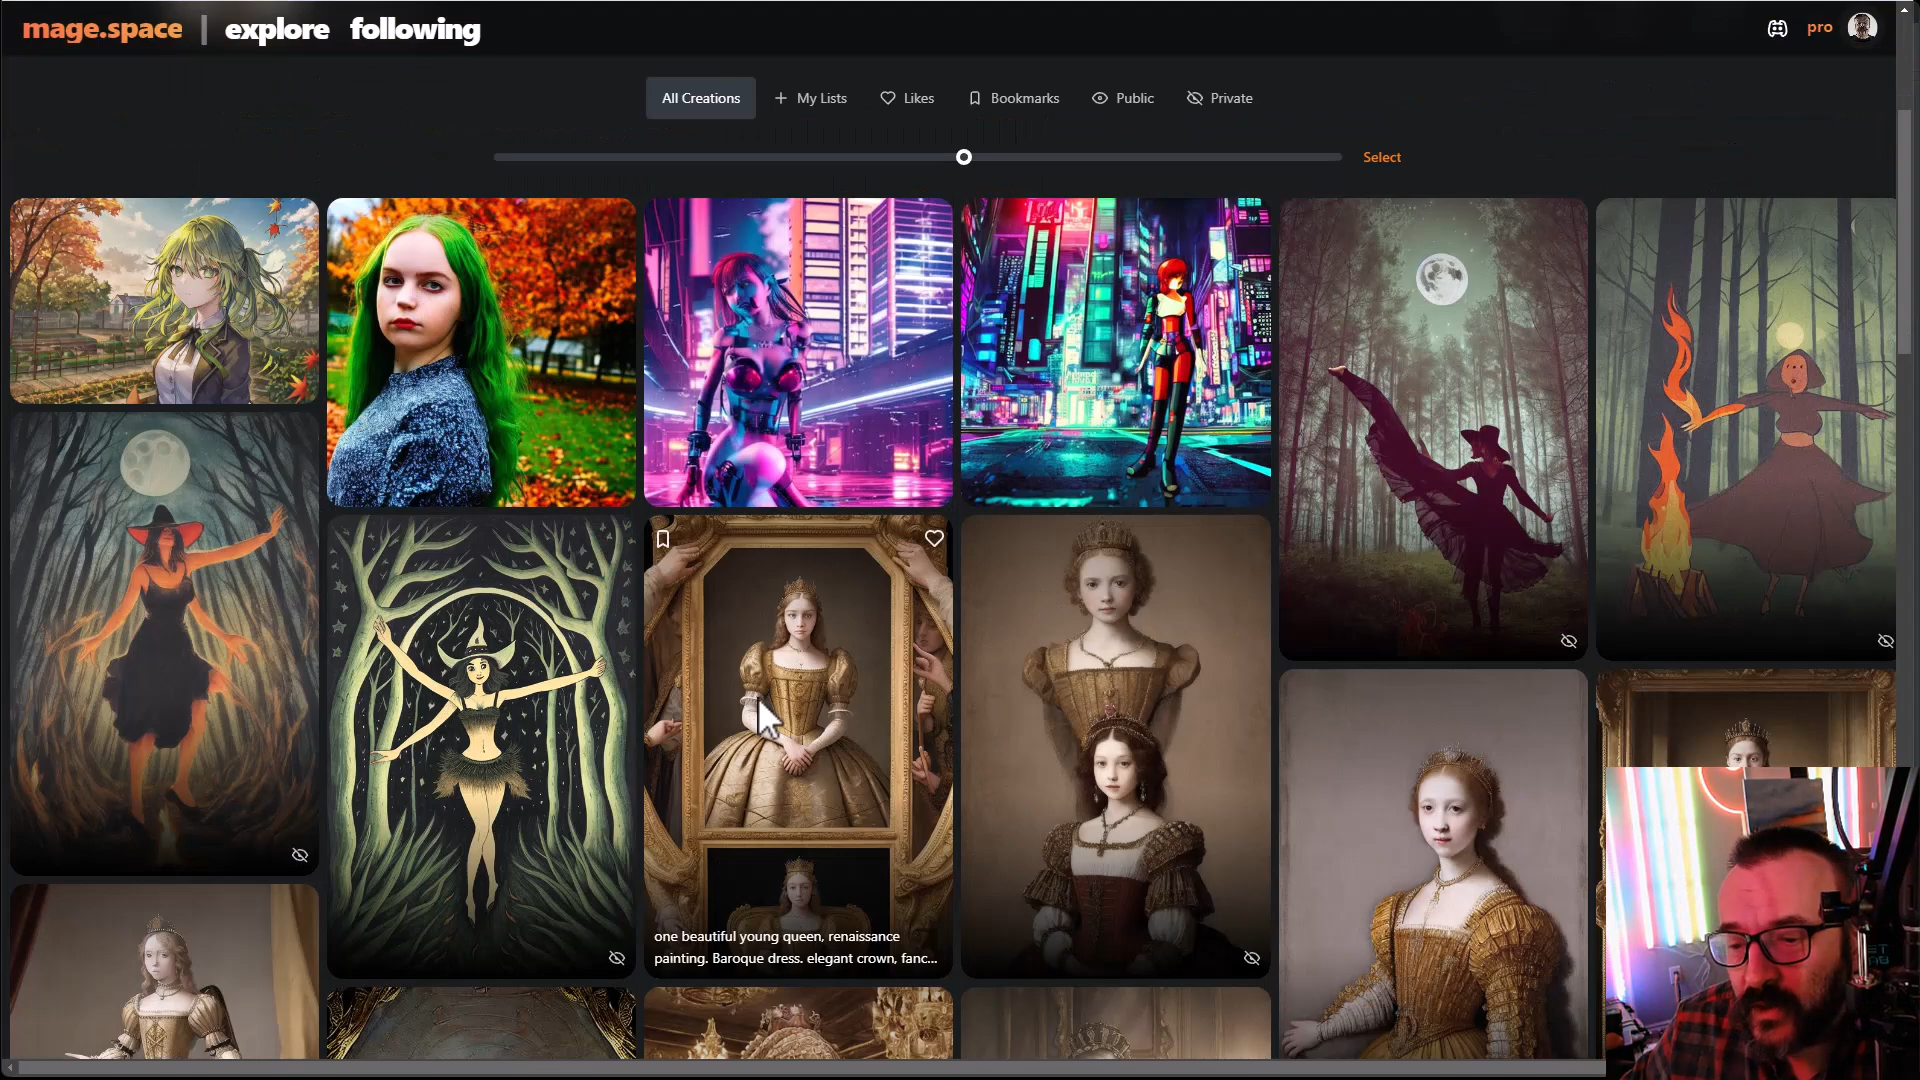 mage.space | explore following
pro
All Creations
My Lists
Likes
Bookmarks
Public
Private
Select
one beautiful young queen, renaissance
painting. Baroque dress. elegant crown, fanc...